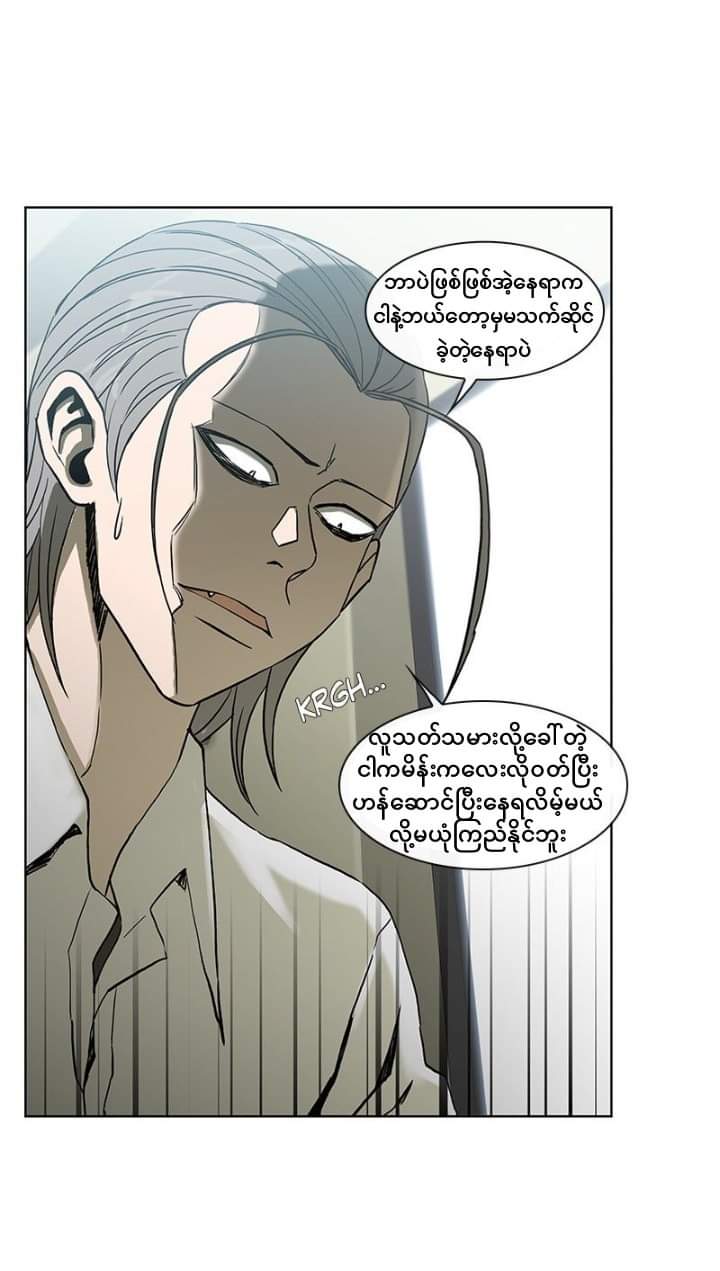 ဘာပဲဖြစ်ဖြစ်အဲ့နေရာက
ငါနဲ့ဘယ်တော့မှမသက်ဆိုင်
ခဲ့တဲ့နေရာပဲ
KRGH...
လူသတ်သမားလို့ခေါ်တဲ့
ငါကမိန်းကလေးလိုဝတ်ပြီး
ဟန်ဆောင်ပြီးနေရလိမ့်မယ်
လို့မယုံကြည်နိုင်ဘူး